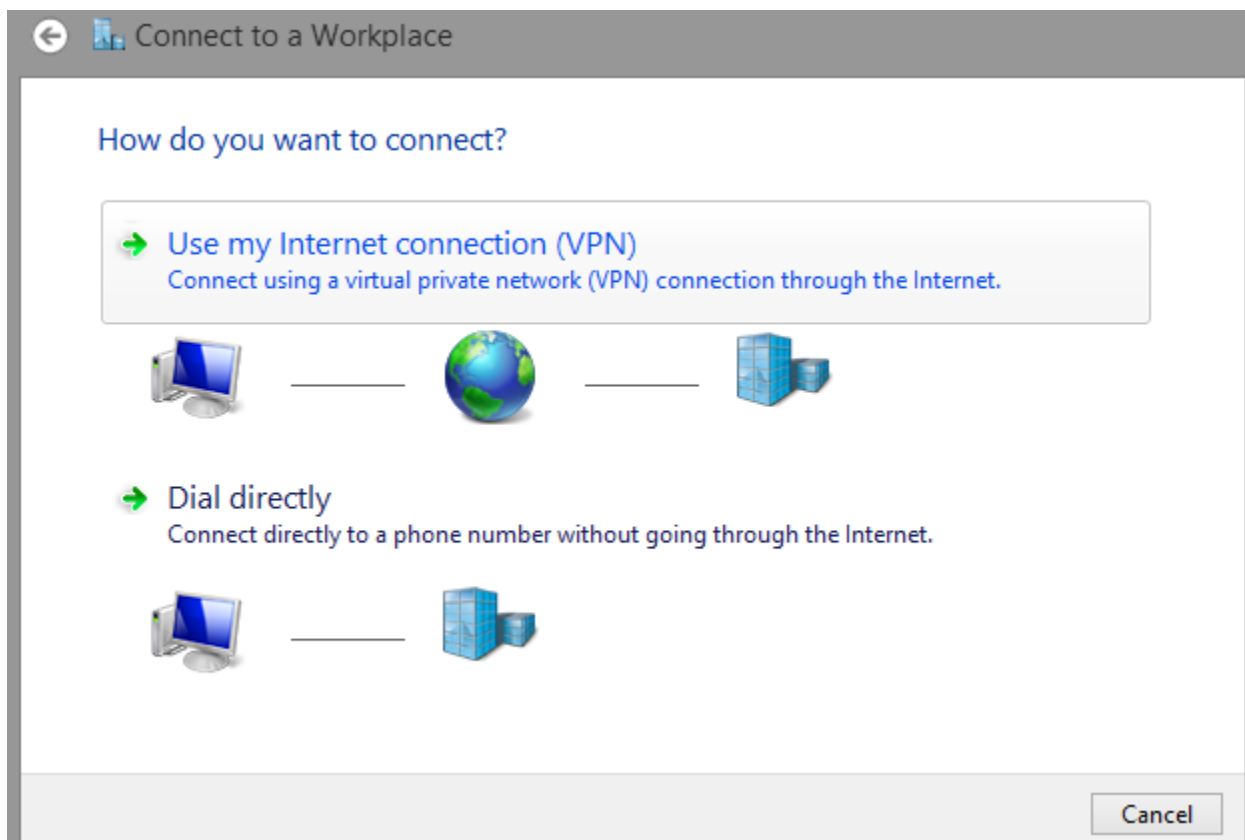 Connect to a Workplace
How do you want to connect?
Use my Internet connection (VPN)
Connect using a virtual private network (VPN) connection through the Internet.
Dial directly
Connect directly to a phone number without going through the Internet.
Cancel